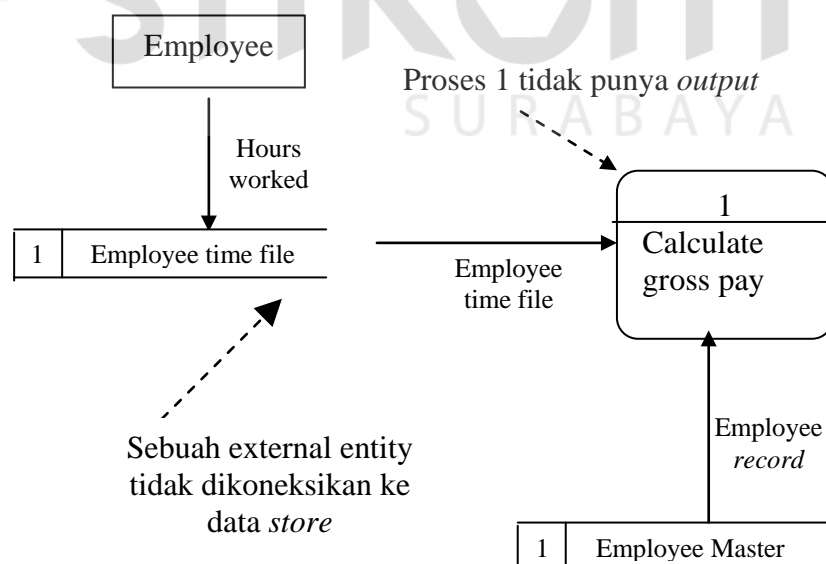 Employee
Proses 1 tidak punya output
SURABAYA
Hours
worked
1
Calculate
gross pay
1 Employee time file
Employee
time file
Sebuah external entity
tidak dikoneksikan ke
data store
Employee
record
1 Employee Master